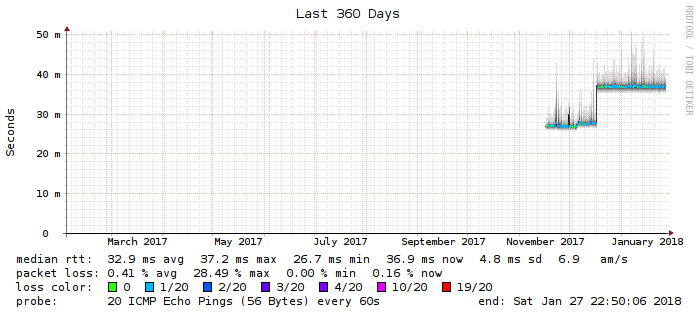 Last 360 Days
RRDTOOL / TOBI OETIKER
Seconds
50 m
40 m
30 m
20 m
10 m
0
March 2017 May 2017 July 2017 September 2017 November 2017 January 2018
median rtt: 32.9 ms avg 37.2 ms max 26.7 ms min 36.9 ms now 4.8 ms sd 6.9 am/s
packet loss: 0.41 % avg 28.49 % max 0.00 % min 0.16 % now
loss color: 0 1/20 2/20 3/20 4/20 10/20 19/20
probe: 20 ICMP Echo Pings (56 Bytes) every 60s end: Sat Jan 27 22:50:06 2018